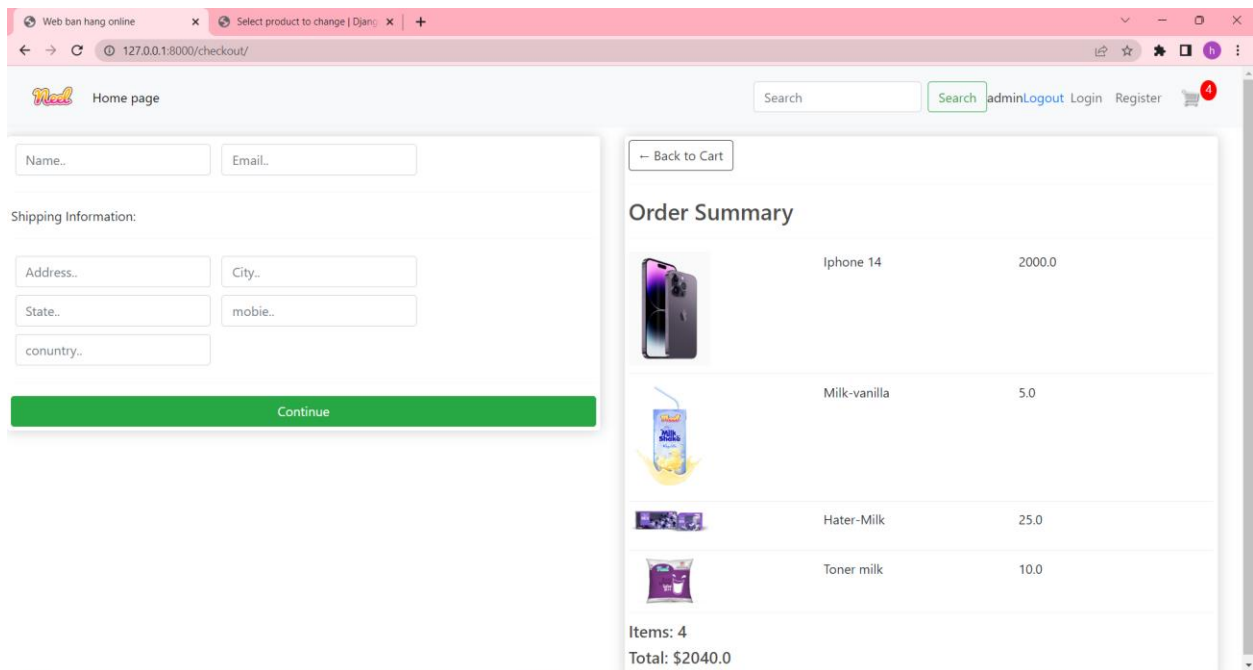 Web ban hang online
Select product to change | Djang
127.0.0.1:8000/checkout/
h
Neel Home page Search Search adminLogout Login Register 4
Name.. Email..
Shipping Information:
Address.. City..
State.. mobie..
conuntry..
Continue
← Back to Cart
Order Summary
Iphone 14 2000.0
Milk-vanilla 5.0
Milk
Shake
Hater-Milk 25.0
Toner milk 10.0
Items: 4
Total: $2040.0